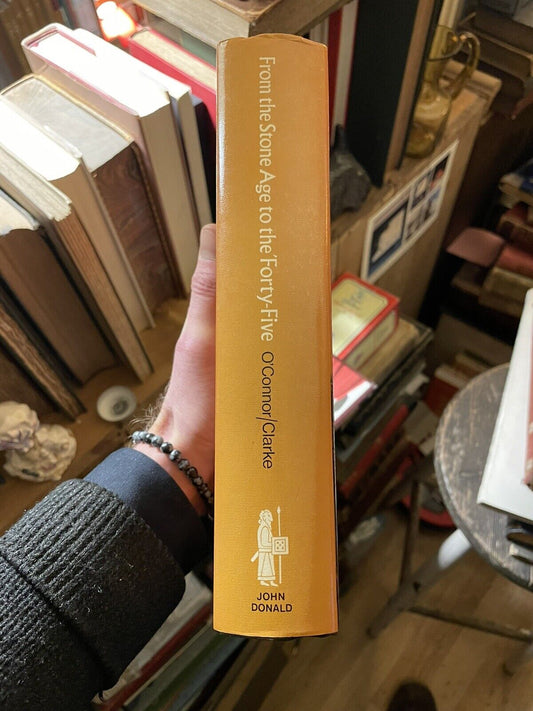 From the Stone Age to the 'Forty-Five
O'Connor/Clarke
JOHN
DONALD